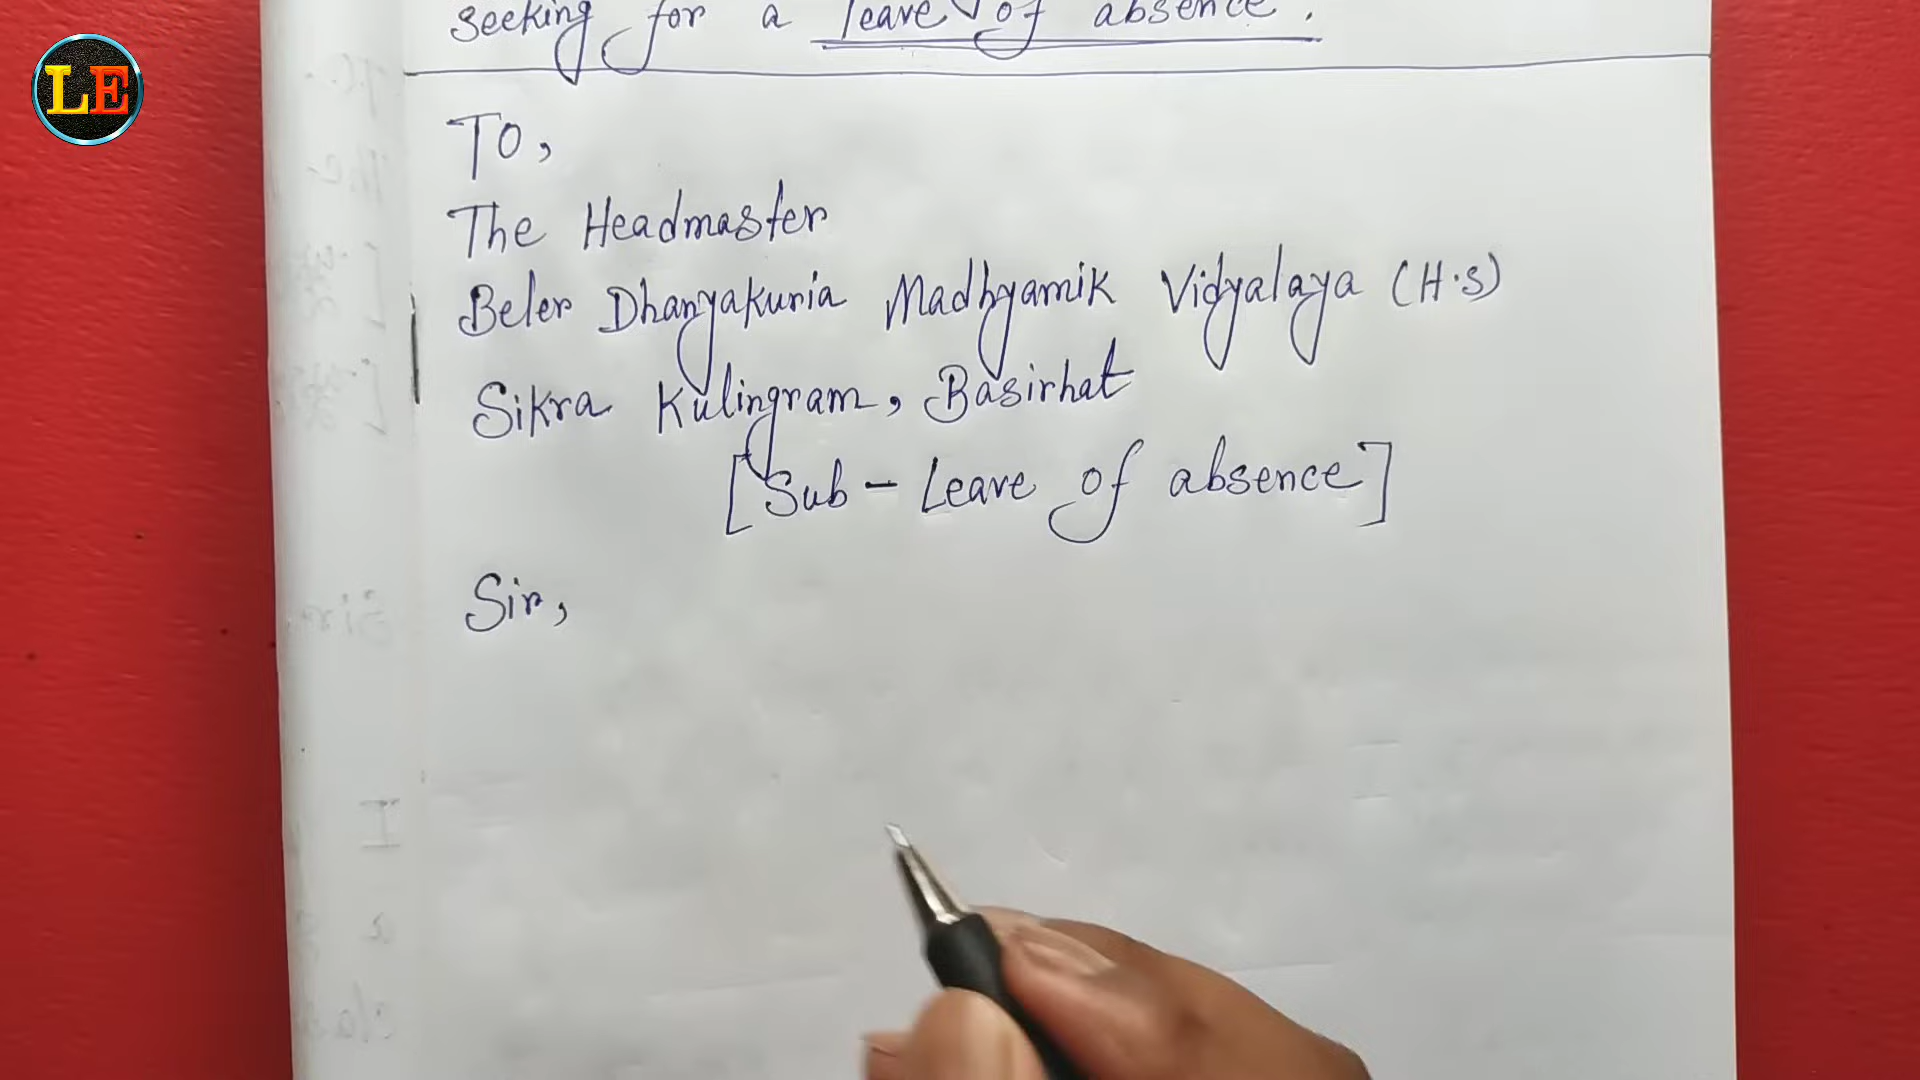 LE
seeking for a leave of absence.
To,
The Headmaster
Beler Dhanyakuria Madhyamik Vidyalaya (H.S)
Sikra Kulingram, Basirhat
[Sub - Leave of absence]
Sir,